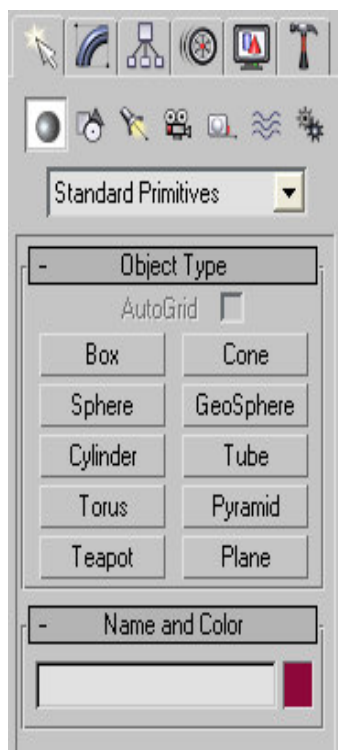 Standard Primitives
- Object Type
AutoGrid
Box Cone
Sphere GeoSphere
Cylinder Tube
Torus Pyramid
Teapot Plane
- Name and Color